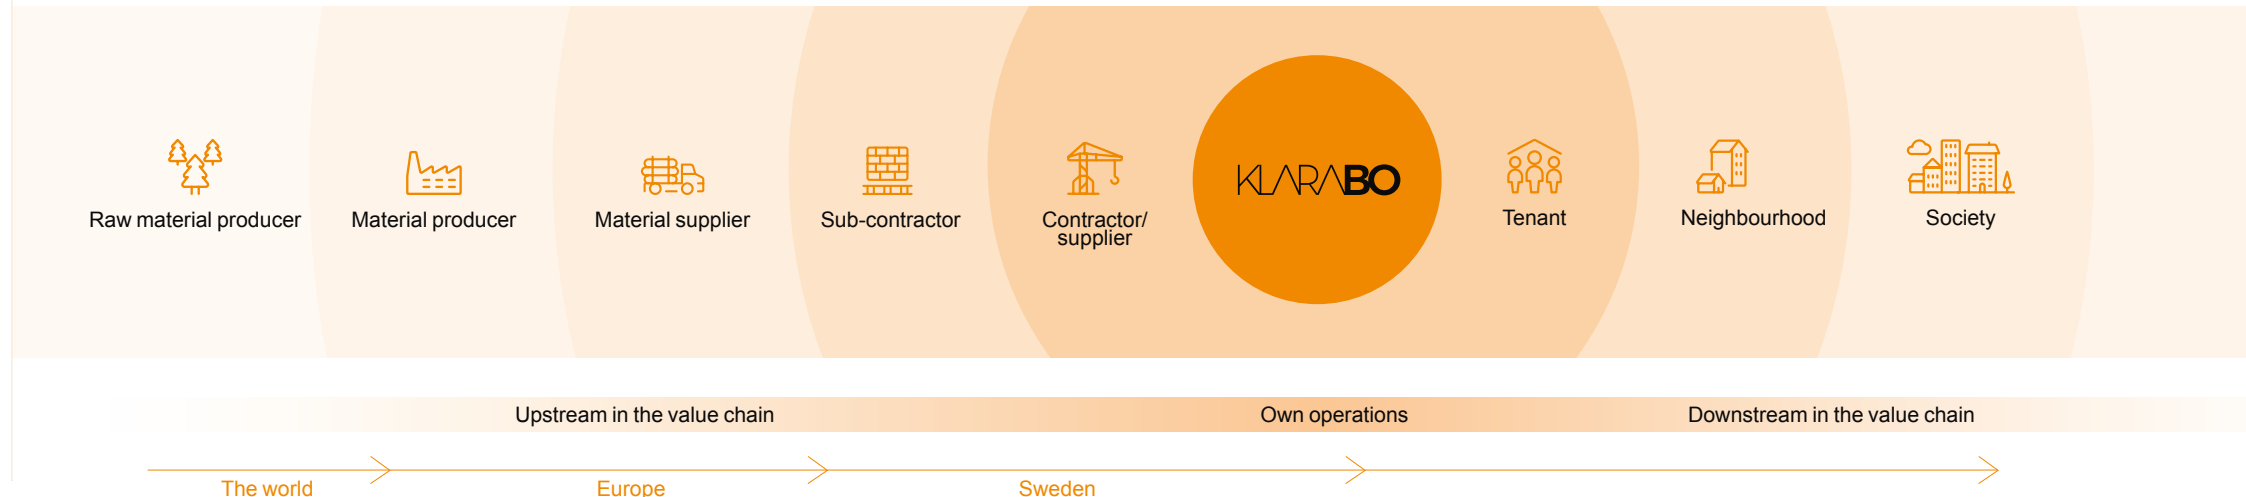 Raw material producer
Material producer
Material supplier
Sub-contractor
Contractor/
supplier
KLARABO
Tenant
Neighbourhood
Society
Upstream in the value chain
Own operations
Downstream in the value chain
The world
Europe
Sweden